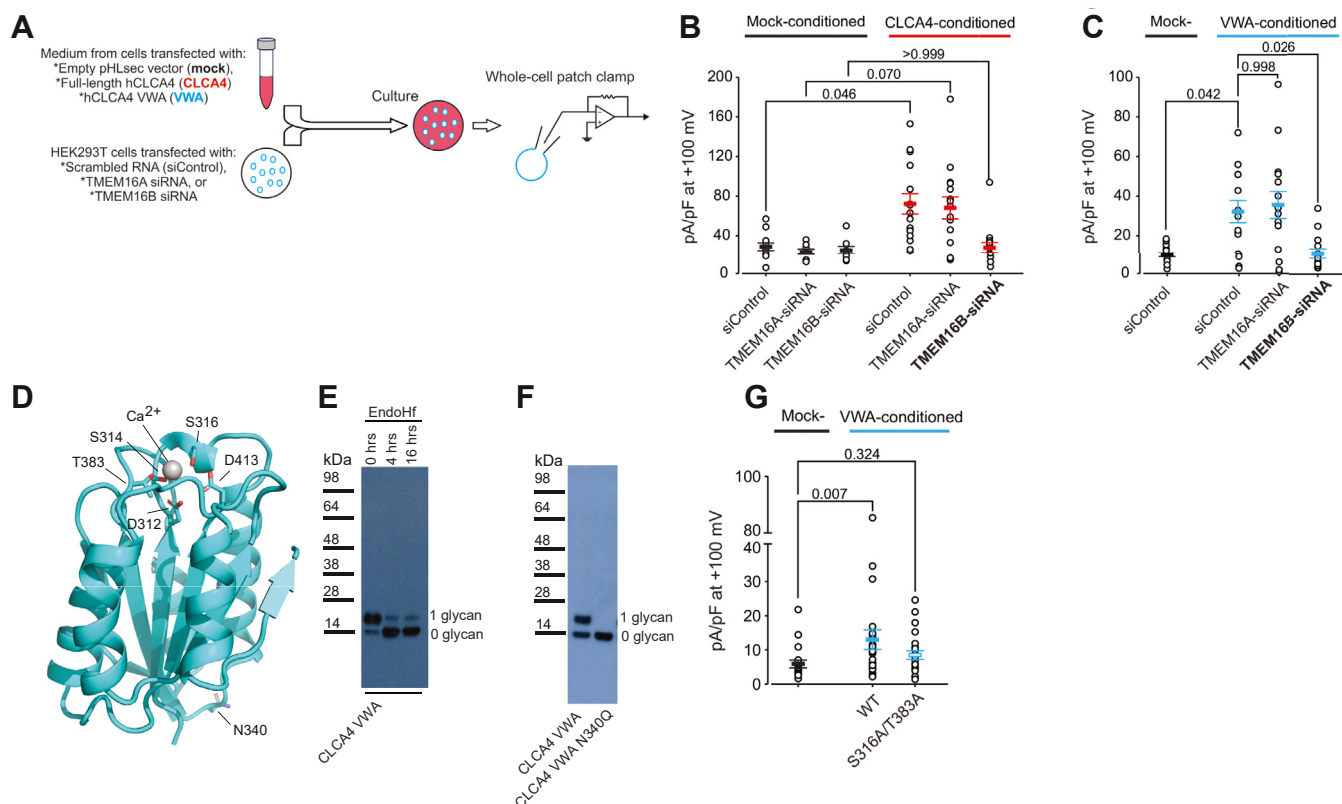 A
Medium from cells transfected with:
*Empty pHLsec vector (mock),
*Full-length hCLCA4 (CLCA4)
*hCLCA4 VWA (VWA)
HEK293T cells transfected with:
*Scrambled RNA (siControl),
*TMEM16A siRNA, or
*TMEM16B siRNA
Culture
Whole-cell patch clamp
B
Mock-conditioned
CLCA4-conditioned
>0.999
0.070
0.046
pA/pF at +100 mV
200
160
120
80
40
0
siControl
TMEM16A-siRNA
TMEM16B-siRNA
siControl
TMEM16A-siRNA
TMEM16B-siRNA
C
Mock-
VWA-conditioned
0.026
0.998
0.042
pA/pF at +100 mV
100
80
60
40
20
0
siControl
siControl
TMEM16A-siRNA
TMEM16B-siRNA
D
Ca2+
S316
S314
T383
D413
D312
N340
E
EndoHf
0 hrs
4 hrs
16 hrs
kDa
98
64
48
38
28
14
1 glycan
0 glycan
CLCA4 VWA
F
kDa
98
64
48
38
28
14
1 glycan
0 glycan
CLCA4 VWA
CLCA4 VWA N340Q
G
Mock-
VWA-conditioned
0.324
0.007
pA/pF at +100 mV
100
80
40
30
20
10
0
WT
S316A/T383A